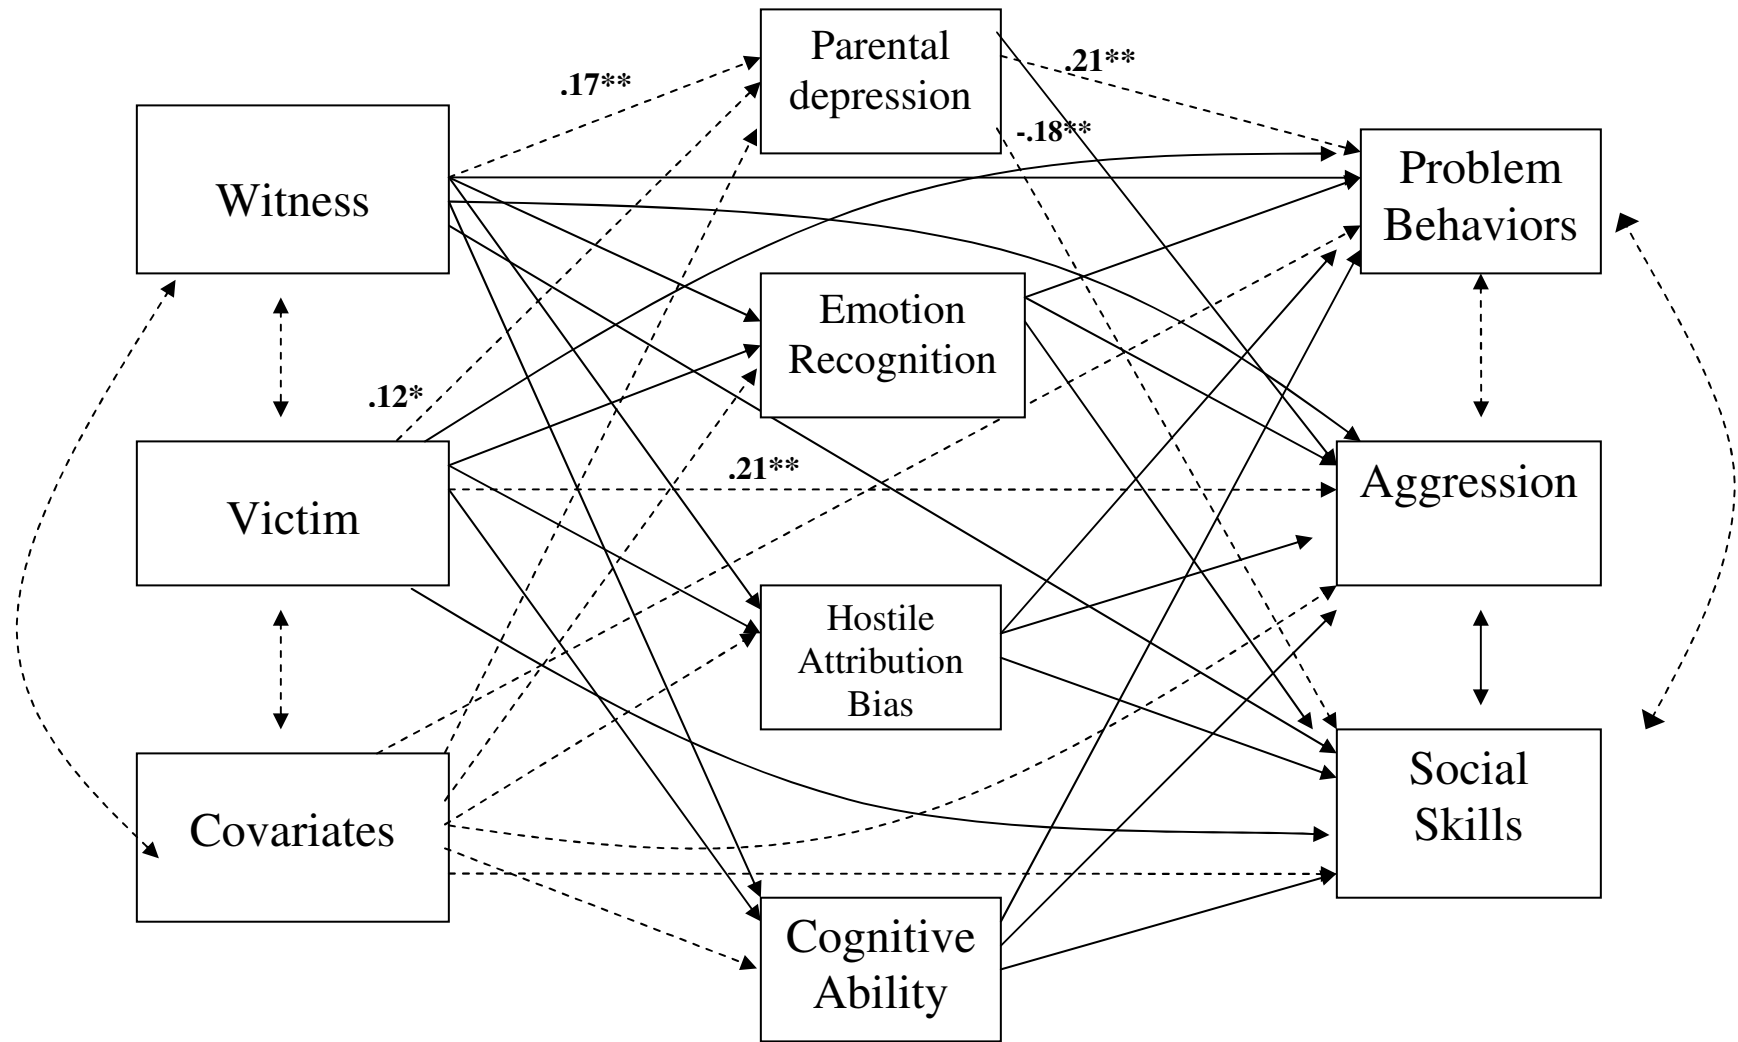 Parental
depression
.21**
.17**
-.18**
Problem
Behaviors
Witness
Emotion
Recognition
.12*
.21**
Aggression
Victim
Hostile
Attribution
Bias
Social
Skills
Covariates
Cognitive
Ability